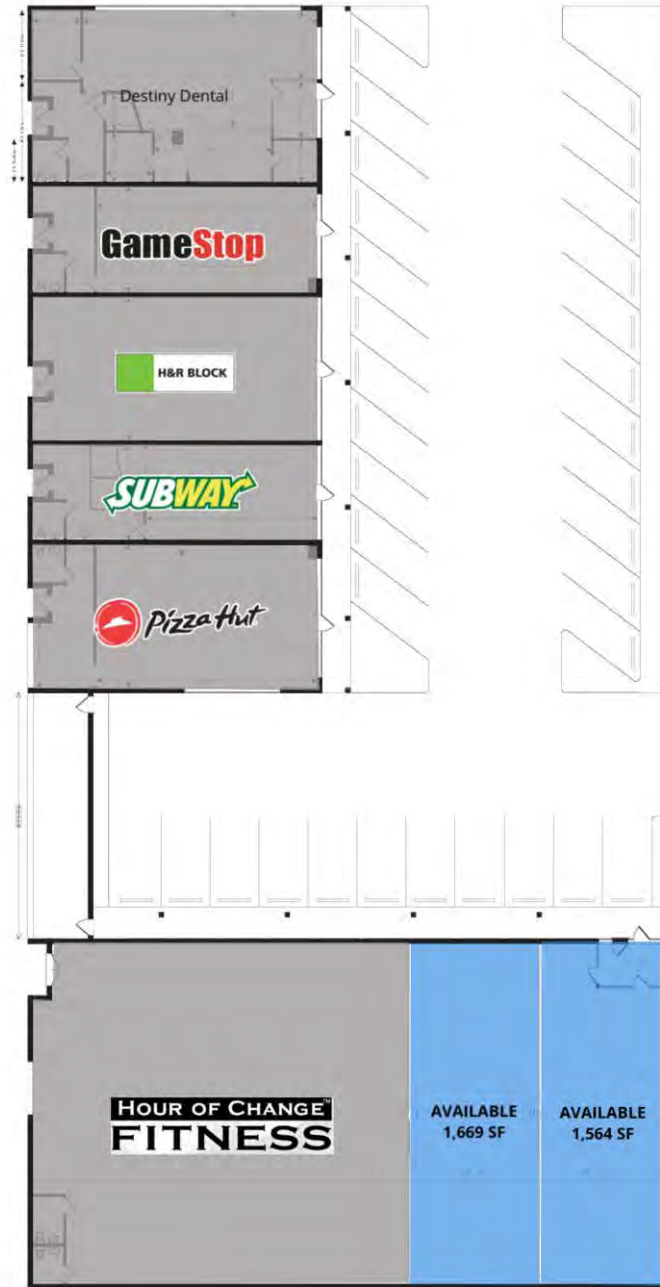 Destiny Dental
GameStop
H&R BLOCK
SUBWAY
Pizza Hut
HOUR OF CHANGE™
FITNESS
AVAILABLE
1,669 SF
AVAILABLE
1,564 SF